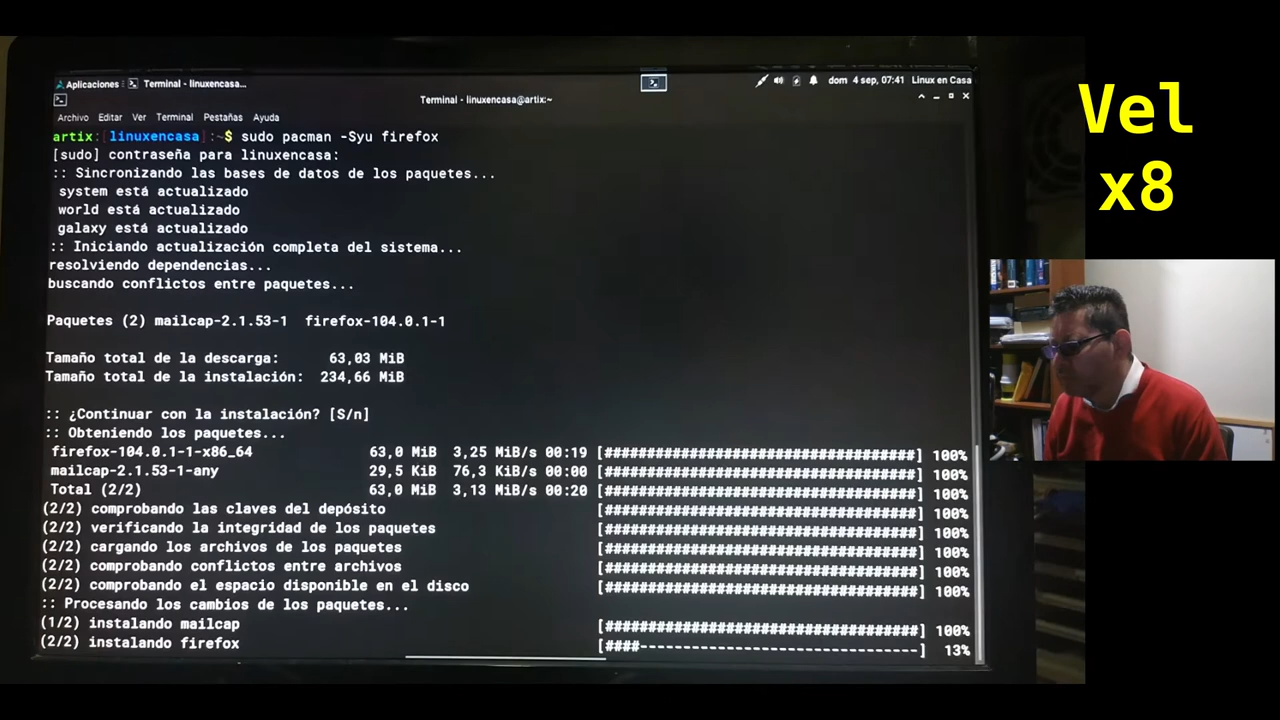 Aplicaciones : Terminal - linuxencasa...
dom 4 sep, 07:41 Linux en Casa
Terminal - linuxencasa@artix:~
Archivo Editar Ver Terminal Pestañas Ayuda
artix:[linuxencasa]:~$ sudo pacman -Syu firefox
[sudo] contraseña para linuxencasa:
:: Sincronizando las bases de datos de los paquetes...
system está actualizado
world está actualizado
galaxy está actualizado
:: Iniciando actualización completa del sistema...
resolviendo dependencias...
buscando conflictos entre paquetes...
Paquetes (2) mailcap-2.1.53-1 firefox-104.0.1-1
Tamaño total de la descarga: 63,03 MiB
Tamaño total de la instalación: 234,66 MiB
:: ¿Continuar con la instalación? [S/n]
:: Obteniendo los paquetes...
firefox-104.0.1-1-x86_64 63,0 MiB 3,25 MiB/s 00:19 [######################################] 100%
mailcap-2.1.53-1-any 29,5 KiB 76,3 KiB/s 00:00 [######################################] 100%
Total (2/2) 63,0 MiB 3,13 MiB/s 00:20 [######################################] 100%
(2/2) comprobando las claves del depósito [######################################] 100%
(2/2) verificando la integridad de los paquetes [######################################] 100%
(2/2) cargando los archivos de los paquetes [######################################] 100%
(2/2) comprobando conflictos entre archivos [######################################] 100%
(2/2) comprobando el espacio disponible en el disco [######################################] 100%
:: Procesando los cambios de los paquetes...
(1/2) instalando mailcap [######################################] 100%
(2/2) instalando firefox [####----------------------------------] 13%
Vel
x8